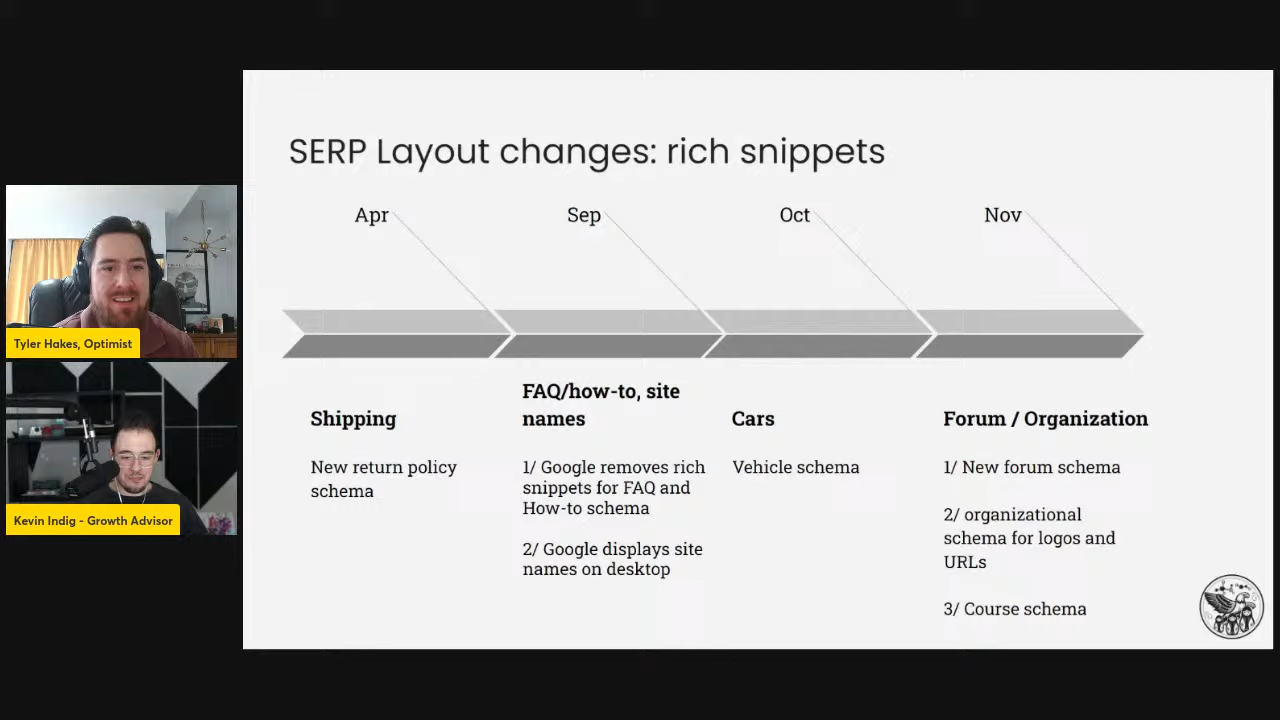 SERP Layout changes: rich snippets
Apr
Sep
Oct
Nov
Shipping
New return policy
schema
FAQ/how-to, site
names
1/ Google removes rich
snippets for FAQ and
How-to schema
2/ Google displays site
names on desktop
Cars
Vehicle schema
Forum / Organization
1/ New forum schema
2/ organizational
schema for logos and
URLs
3/ Course schema
Tyler Hakes, Optimist
Kevin Indig - Growth Advisor